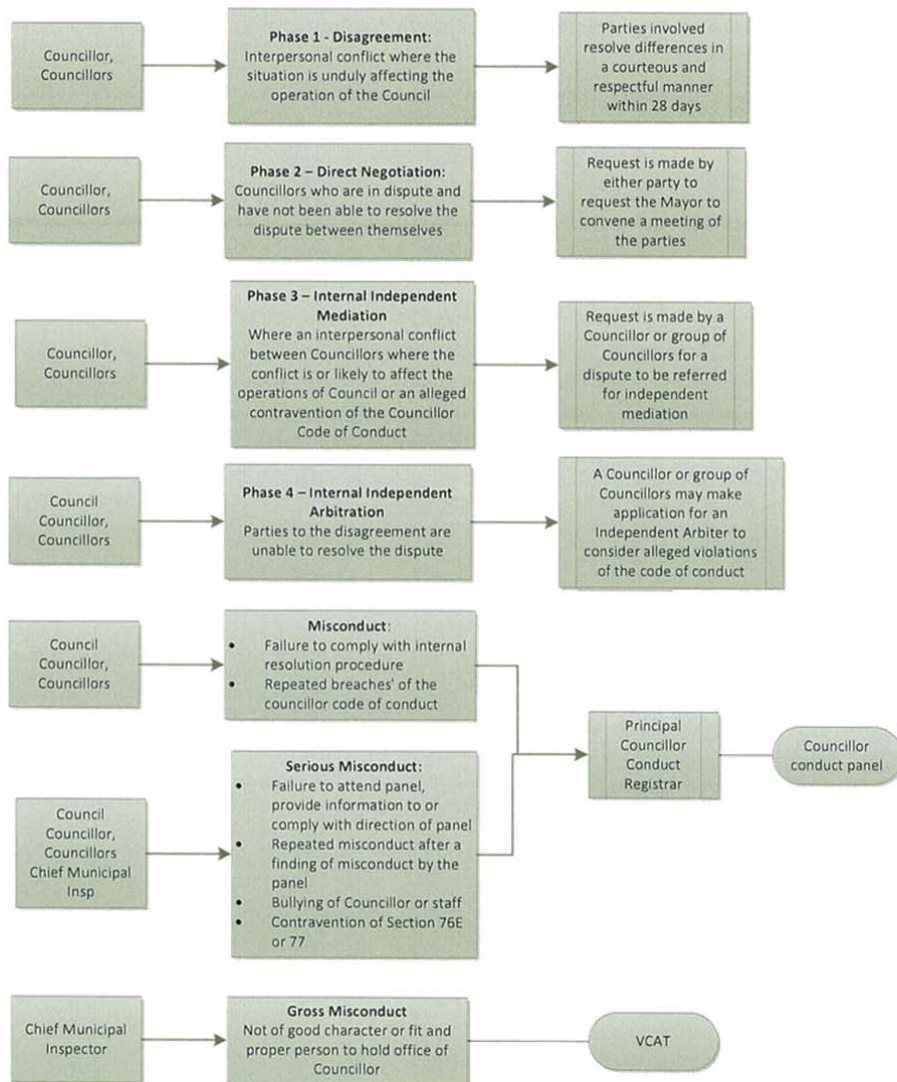 Councillor,
Councillors
Phase 1 - Disagreement:
Interpersonal conflict where the
situation is unduly affecting the
operation of the Council
Parties involved
resolve differences in
a courteous and
respectful manner
within 28 days
Councillor,
Councillors
Phase 2 – Direct Negotiation:
Councillors who are in dispute and
have not been able to resolve the
dispute between themselves
Request is made by
either party to
request the Mayor to
convene a meeting of
the parties
Councillor,
Councillors
Phase 3 – Internal Independent
Mediation
Where an interpersonal conflict
between Councillors where the
conflict is or likely to affect the
operations of Council or an alleged
contravention of the Councillor
Code of Conduct
Request is made by a
Councillor or group of
Councillors for a
dispute to be referred
for independent
mediation
Council
Councillor,
Councillors
Phase 4 – Internal Independent
Arbitration
Parties to the disagreement are
unable to resolve the dispute
A Councillor or group of
Councillors may make
application for an
Independent Arbiter to
consider alleged violations
of the code of conduct
Council
Councillor,
Councillors
Misconduct:
• Failure to comply with internal
resolution procedure
• Repeated breaches' of the
councillor code of conduct
Principal
Councillor
Conduct
Registrar
Councillor
conduct panel
Council
Councillor,
Councillors
Chief Municipal
Insp
Serious Misconduct:
• Failure to attend panel,
provide information to or
comply with direction of panel
• Repeated misconduct after a
finding of misconduct by the
panel
• Bullying of Councillor or staff
• Contravention of Section 76E
or 77
Chief Municipal
Inspector
Gross Misconduct
Not of good character or fit and
proper person to hold office of
Councillor
VCAT